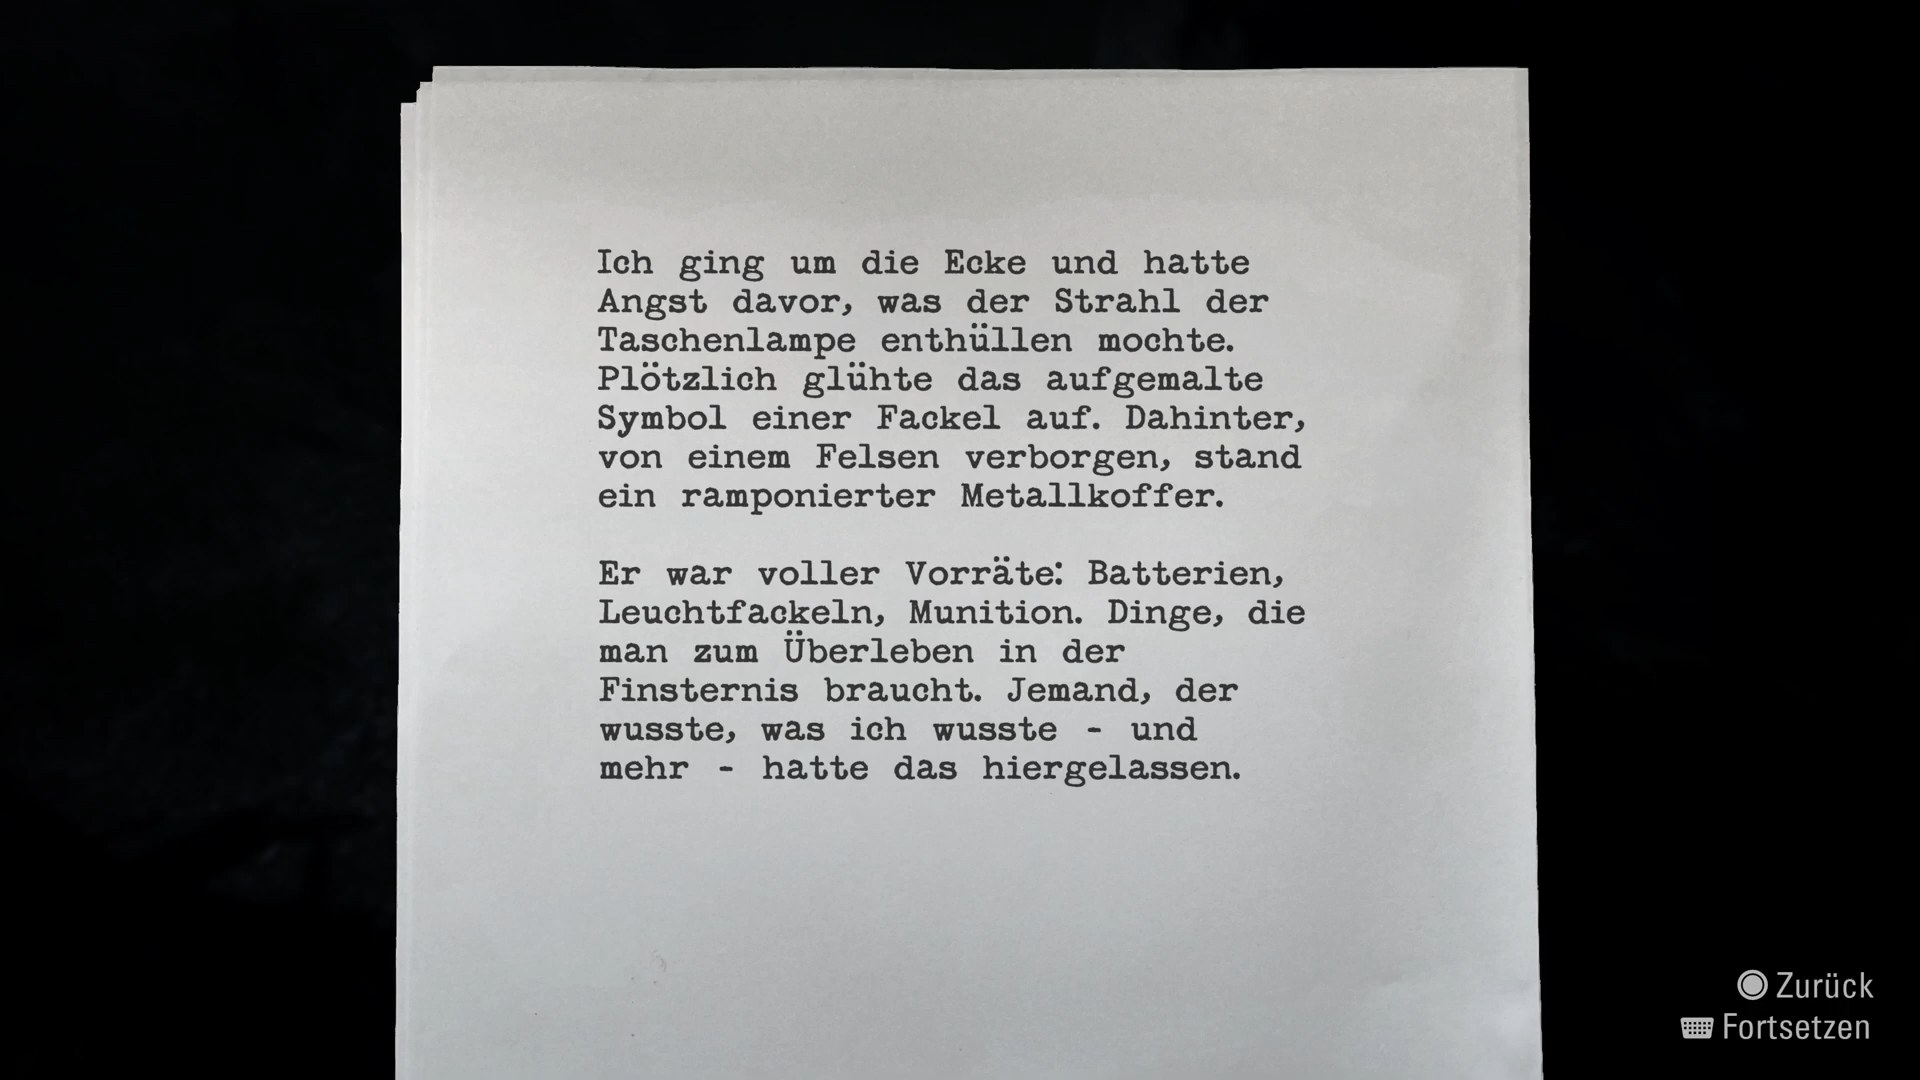 Ich ging um die Ecke und hatte
Angst davor, was der Strahl der
Taschenlampe enthüllen mochte.
Plötzlich glühte das aufgemalte
Symbol einer Fackel auf. Dahinter,
von einem Felsen verborgen, stand
ein ramponierter Metallkoffer.
Er war voller Vorräte: Batterien,
Leuchtfackeln, Munition. Dinge, die
man zum Überleben in der
Finsternis braucht. Jemand, der
wusste, was ich wusste - und
mehr - hatte das hiergelassen.
Zurück
Fortsetzen